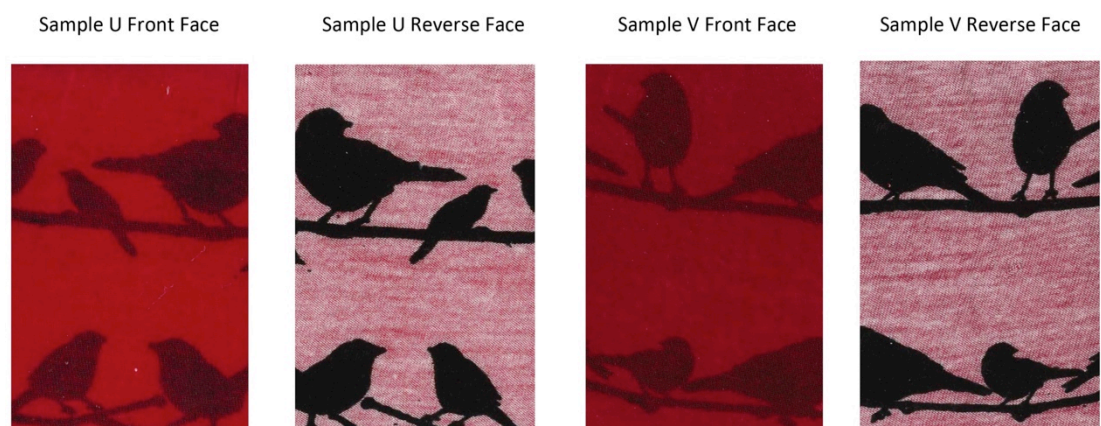 Sample U Front Face
Sample U Reverse Face
Sample V Front Face
Sample V Reverse Face